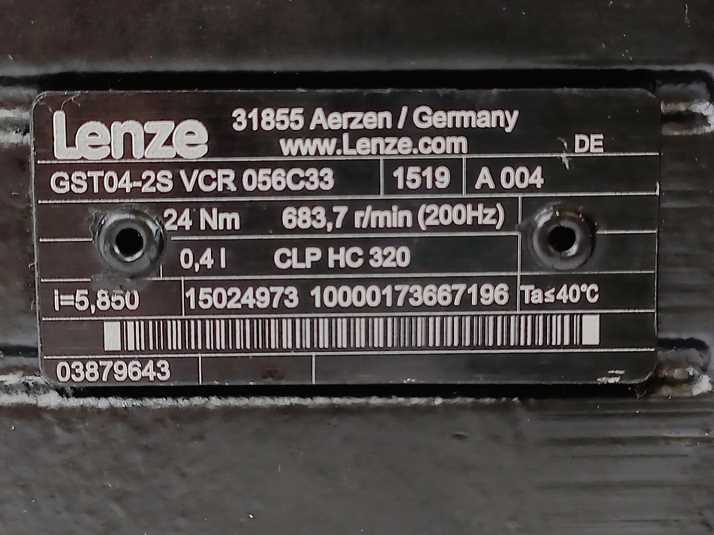 Lenze 31855 Aerzen / Germany
www.Lenze.com DE
GST04-2S VCR 056C33 1519 A 004
24 Nm 683,7 r/min (200Hz)
0,4 l CLP HC 320
i=5,850 15024973 10000173667196 Ta≤40°C
03879643